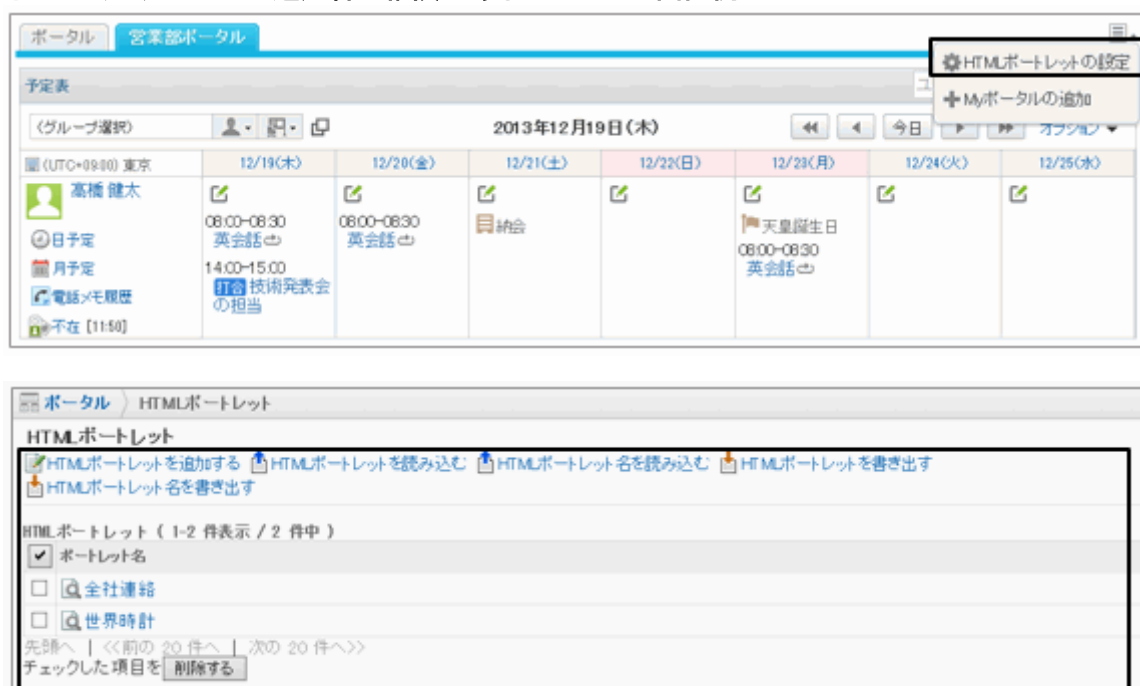 ポータル 営業部ポータル
HTMLポートレットの設定
予定表
Myポータルの追加
(グループ選択) 2013年12月19日(木) 今日 オプション
(UTC+09:00) 東京 12/19(木) 12/20(金) 12/21(土) 12/22(日) 12/23(月) 12/24(火) 12/25(水)
高橋 健太
08:00-08:30 08:00-08:30 納会 天皇誕生日
日予定 英会話 英会話 08:00-08:30
月予定 14:00-15:00 英会話
電話メモ履歴 打合 技術発表会
の担当
不在 [11:50]
ポータル 〉 HTMLポートレット
HTMLポートレット
HTMLポートレットを追加する HTMLポートレットを読み込む HTMLポートレット名を読み込む HTMLポートレットを書き出す
HTMLポートレット名を書き出す
HTMLポートレット ( 1-2 件表示 / 2 件中 )
ポートレット名
全社連絡
世界時計
先頭へ | <<前の 20 件へ | 次の 20 件へ>>
チェックした項目を 削除する